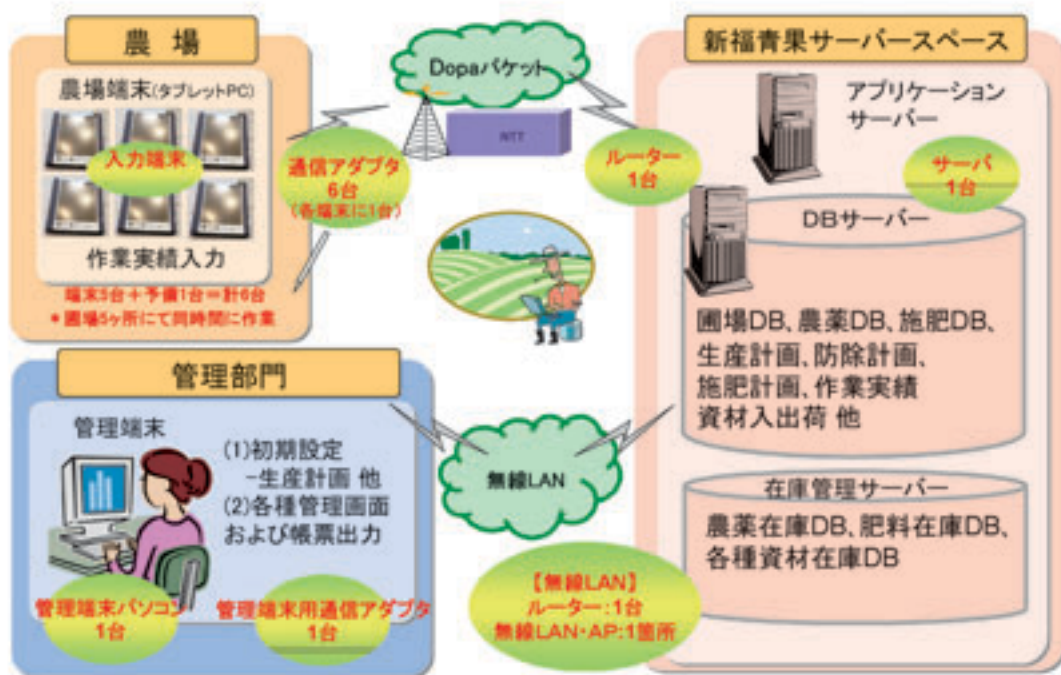 農 場
農場端末(タブレットPC)
入力端末
作業実績入力
端末5台＋予備1台＝計6台
＊圃場5ヶ所にて同時間に作業
通信アダプタ
6台
(各端末に1台)
Dopaパケット
NTT
ルーター
1台
新福青果サーバースペース
アプリケーション
サーバー
サーバ
1台
DBサーバー
圃場DB、農薬DB、施肥DB、
生産計画、防除計画、
施肥計画、作業実績
資材入出荷 他
在庫管理サーバー
農薬在庫DB、肥料在庫DB、
各種資材在庫DB
管理部門
管理端末
(1)初期設定
－生産計画 他
(2)各種管理画面
および帳票出力
管理端末パソコン
1台
管理端末用通信アダプタ
1台
無線LAN
【無線LAN】
ルーター：1台
無線LAN・AP：1箇所